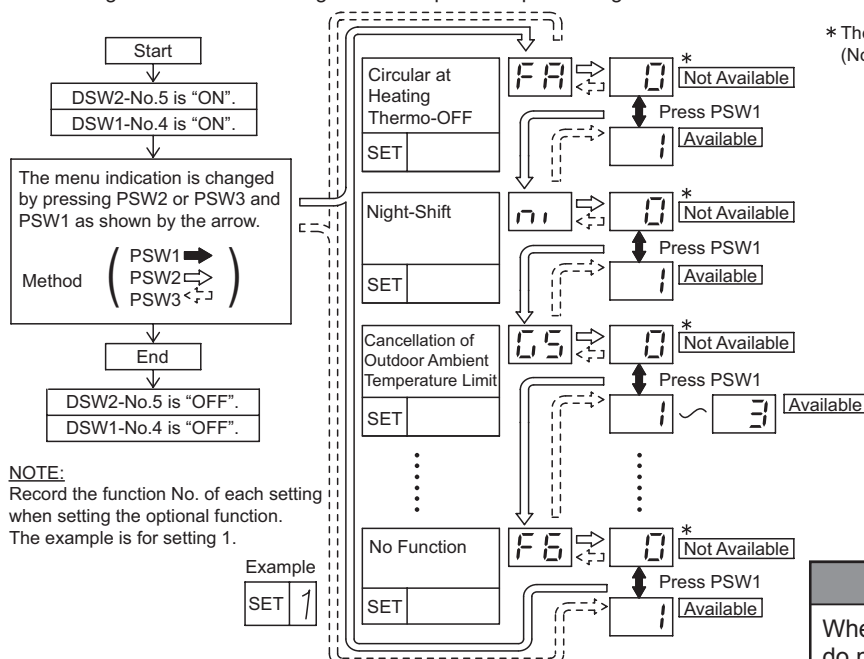 Start
DSW2-No.5 is “ON”.
DSW1-No.4 is “ON”.
The menu indication is changed
by pressing PSW2 or PSW3 and
PSW1 as shown by the arrow.
Method
PSW1
PSW2
PSW3
End
DSW2-No.5 is “OFF”.
DSW1-No.4 is “OFF”.
NOTE:
Record the function No. of each setting
when setting the optional function.
The example is for setting 1.
Example
SET 1
Circular at
Heating
Thermo-OFF
SET
FA
0
*
Not Available
Press PSW1
1
Available
Night-Shift
SET
ni
0
*
Not Available
Press PSW1
1
Available
Cancellation of
Outdoor Ambient
Temperature Limit
SET
GS
0
*
Not Available
Press PSW1
1 ~ 3
Available
No Function
SET
F6
0
*
Not Available
Press PSW1
1
Available
* The
(No